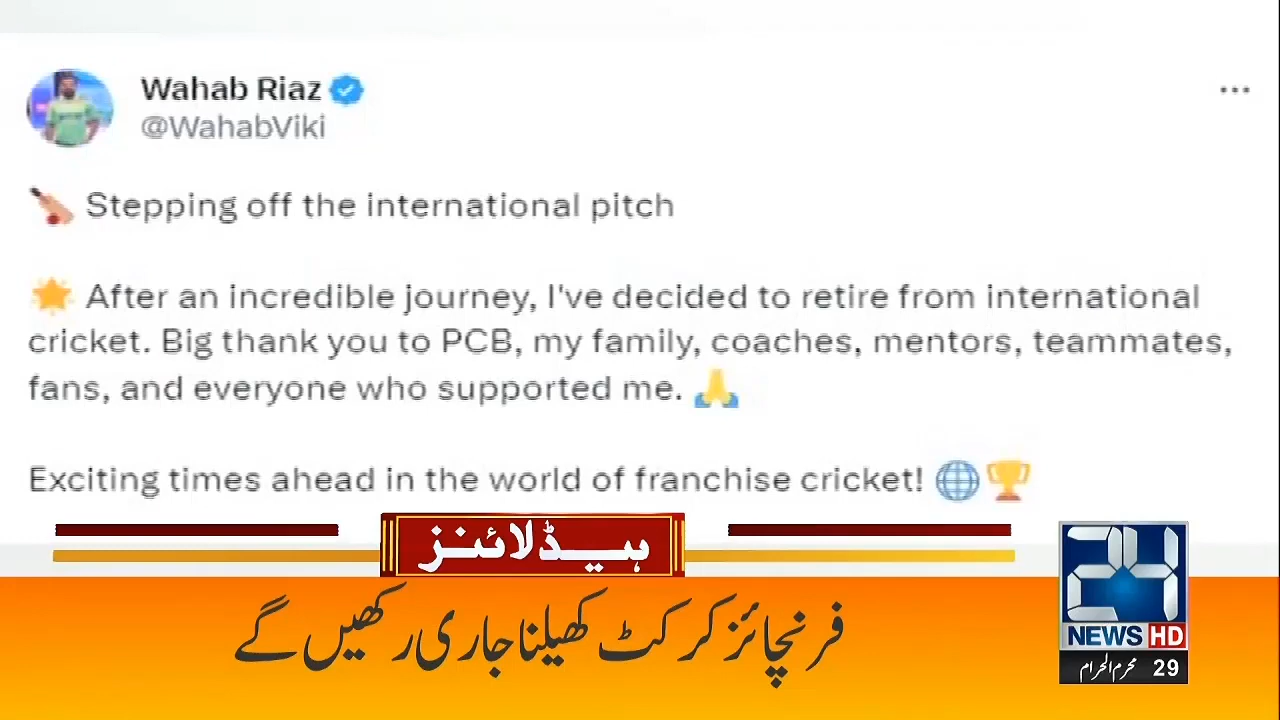 Wahab Riaz
@WahabViki
Stepping off the international pitch
After an incredible journey, I've decided to retire from international
cricket. Big thank you to PCB, my family, coaches, mentors, teammates,
fans, and everyone who supported me.
Exciting times ahead in the world of franchise cricket!
ہیڈلائنز
فرنچائز کرکٹ کھیلنا جاری رکھیں گے
24
NEWS HD
29 محرم الحرام